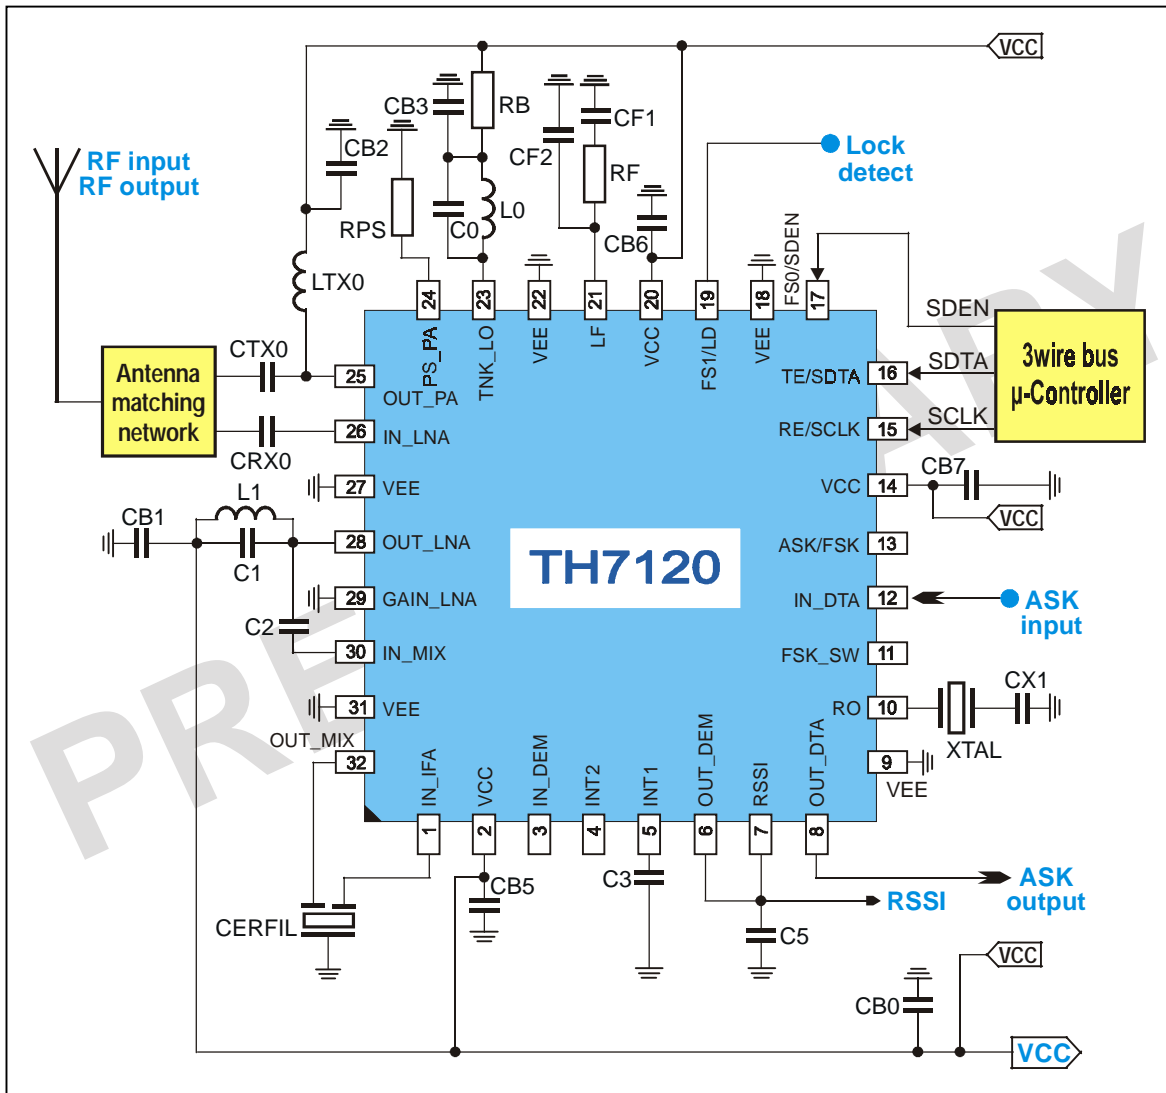 VCC
CB3
RB
CF1
CB2
CF2
RF
Lock
detect
RF input
RF output
RPS
C0
L0
CB6
LTX0
FS0/SDEN
24
23
22
21
20
19
18
17
PS_PA
TNK_LO
VEE
LF
VCC
FS1/LD
VEE
SDEN
3wire bus
µ-Controller
CTX0
Antenna
matching
network
25
OUT_PA
TE/SDTA
16
SDTA
26
IN_LNA
RE/SCLK
15
SCLK
CRX0
CB7
27
VEE
VCC
14
L1
CB1
VCC
28
OUT_LNA
ASK/FSK
13
C1
TH7120
29
GAIN_LNA
IN_DTA
12
ASK
input
C2
30
IN_MIX
FSK_SW
11
CX1
31
VEE
RO
10
XTAL
OUT_MIX
32
9
VEE
IN_IFA
VCC
IN_DEM
INT2
INT1
OUT_DEM
RSSI
OUT_DTA
1
2
3
4
5
6
7
8
CB5
C3
ASK
output
RSSI
CERFIL
C5
VCC
CB0
VCC